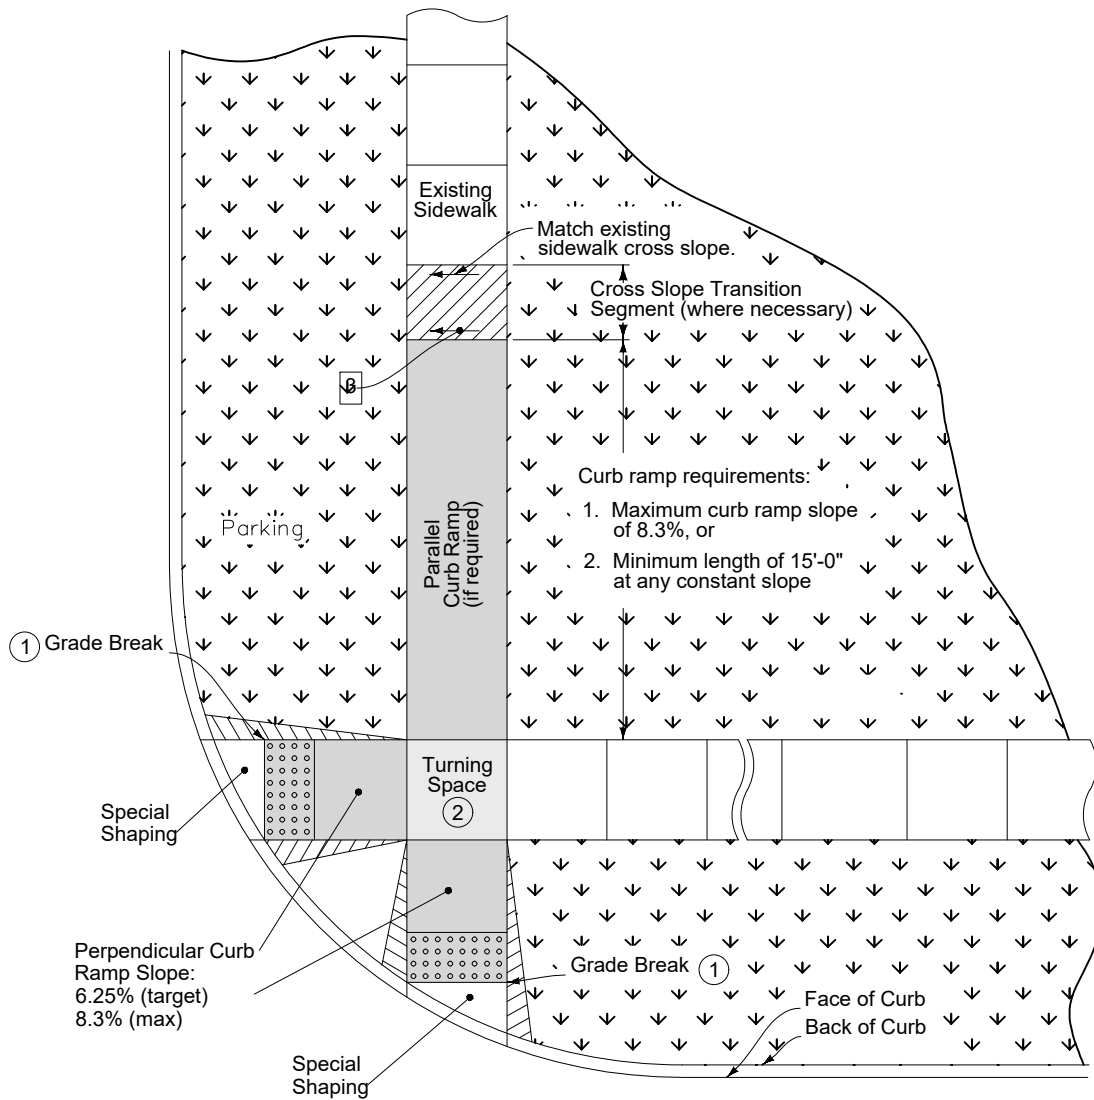 Existing
Sidewalk
Match existing
sidewalk cross slope.
Cross Slope Transition
Segment (where necessary)
β
Curb ramp requirements:
1. Maximum curb ramp slope
of 8.3%, or
2. Minimum length of 15'-0"
at any constant slope
Parallel
Curb Ramp
(if required)
Parking
1 Grade Break
Turning
Space
2
Special
Shaping
Perpendicular Curb
Ramp Slope:
6.25% (target)
8.3% (max)
Grade Break 1
Face of Curb
Back of Curb
Special
Shaping